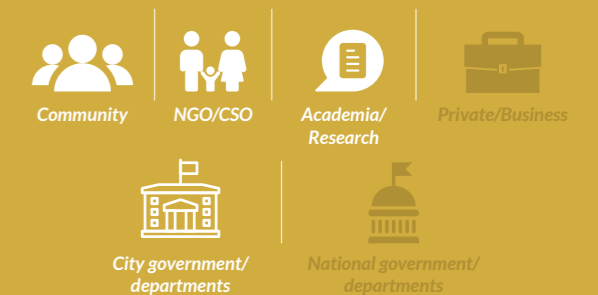 Community
NGO/CSO
Academia/
Research
Private/Business
City government/
departments
National government/
departments